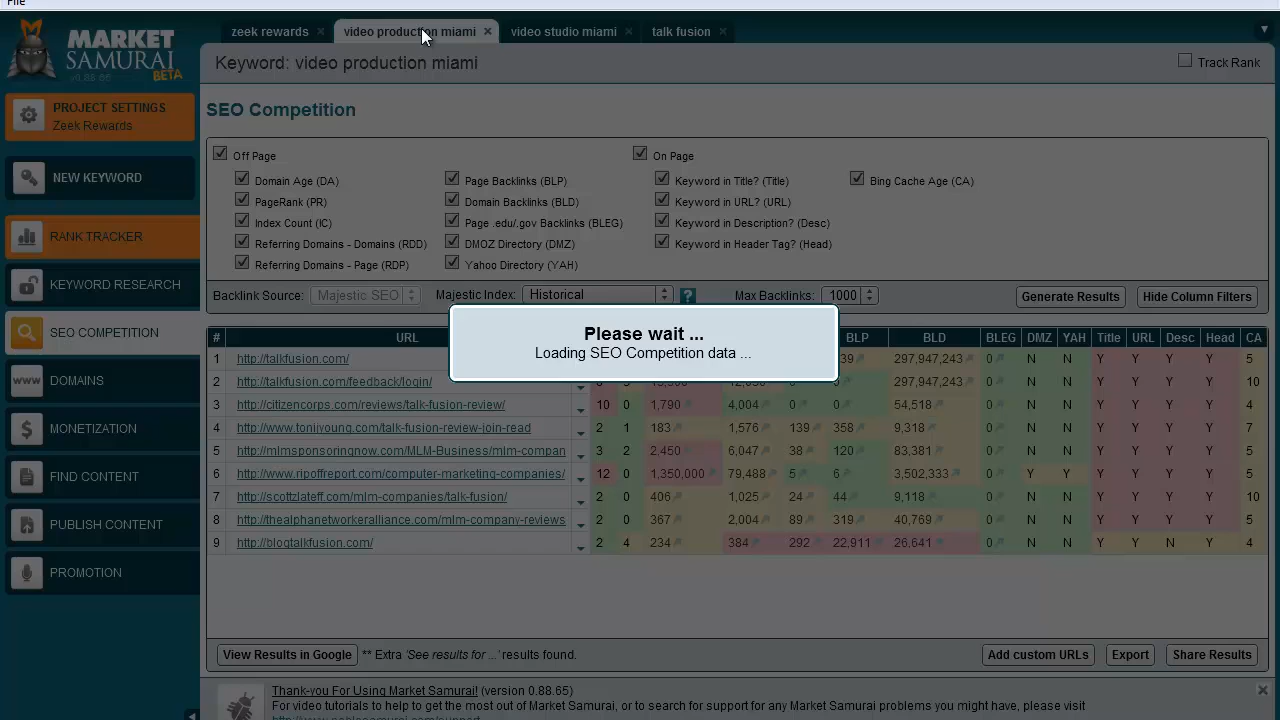 File
MARKET
SAMURAI
v0.88.65
BETA
zeek rewards
video production miami
video studio miami
talk fusion
Keyword: video production miami
Track Rank
PROJECT SETTINGS
Zeek Rewards
NEW KEYWORD
RANK TRACKER
KEYWORD RESEARCH
SEO COMPETITION
DOMAINS
MONETIZATION
FIND CONTENT
PUBLISH CONTENT
PROMOTION
SEO Competition
Off Page
On Page
Domain Age (DA)
Page Backlinks (BLP)
Keyword in Title? (Title)
Bing Cache Age (CA)
PageRank (PR)
Domain Backlinks (BLD)
Keyword in URL? (URL)
Index Count (IC)
Page .edu/.gov Backlinks (BLEG)
Keyword in Description? (Desc)
Referring Domains - Domains (RDD)
DMOZ Directory (DMZ)
Keyword in Header Tag? (Head)
Referring Domains - Page (RDP)
Yahoo Directory (YAH)
Backlink Source: Majestic SEO Majestic Index: Historical ? Max Backlinks: 1000 Generate Results Hide Column Filters
# URL BLP BLD BLEG DMZ YAH Title URL Desc Head CA
Please wait ...
Loading SEO Competition data ...
1 http://talkfusion.com/ 39 297,947,243 0 N N Y Y Y Y 5
2 http://talkfusion.com/feedback/login/ 297,947,243 0 N N Y Y Y Y 10
3 http://citizencorps.com/reviews/talk-fusion-review/ 10 0 1,790 4,004 0 0 54,518 0 N N Y Y Y Y 4
4 http://www.toniiyoung.com/talk-fusion-review-join-read 2 1 183 1,576 139 358 9,318 0 N N Y Y Y Y 7
5 http://mlmsponsoringnow.com/MLM-Business/mlm-compan 3 2 2,450 6,047 38 120 83,381 0 N N Y Y Y Y 5
6 http://www.ripoffreport.com/computer-marketing-companies/ 12 0 1,350,000 79,488 5 6 3,502,333 0 Y Y Y Y Y Y 5
7 http://scottzlateff.com/mlm-companies/talk-fusion/ 2 0 406 1,025 24 44 9,118 0 N N Y Y Y Y 10
8 http://thealphanetworkeralliance.com/mlm-company-reviews 2 0 367 2,004 89 319 40,769 0 N N Y Y Y Y 5
9 http://blogtalkfusion.com/ 2 4 234 384 292 22,911 26,641 0 N N Y Y N Y 4
View Results in Google ** Extra 'See results for ...' results found. Add custom URLs Export Share Results
Thank-you For Using Market Samurai! (version 0.88.65)
For video tutorials to help to get the most out of Market Samurai, or to search for support for any Market Samurai problems you might have, please visit